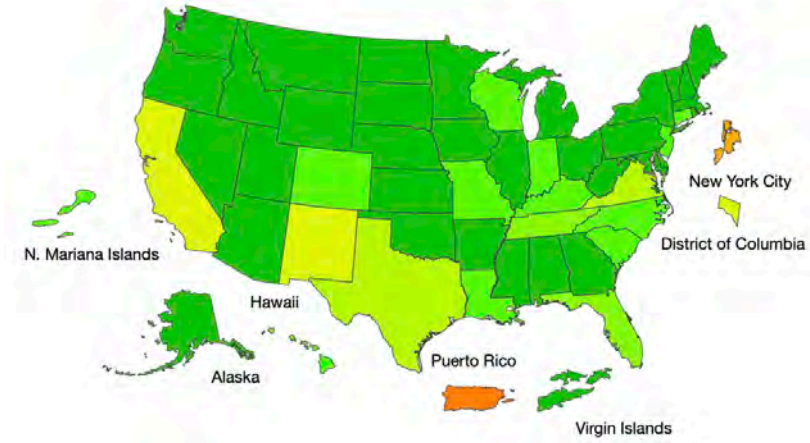 New York City
District of Columbia
N. Mariana Islands
Hawaii
Puerto Rico
Alaska
Virgin Islands